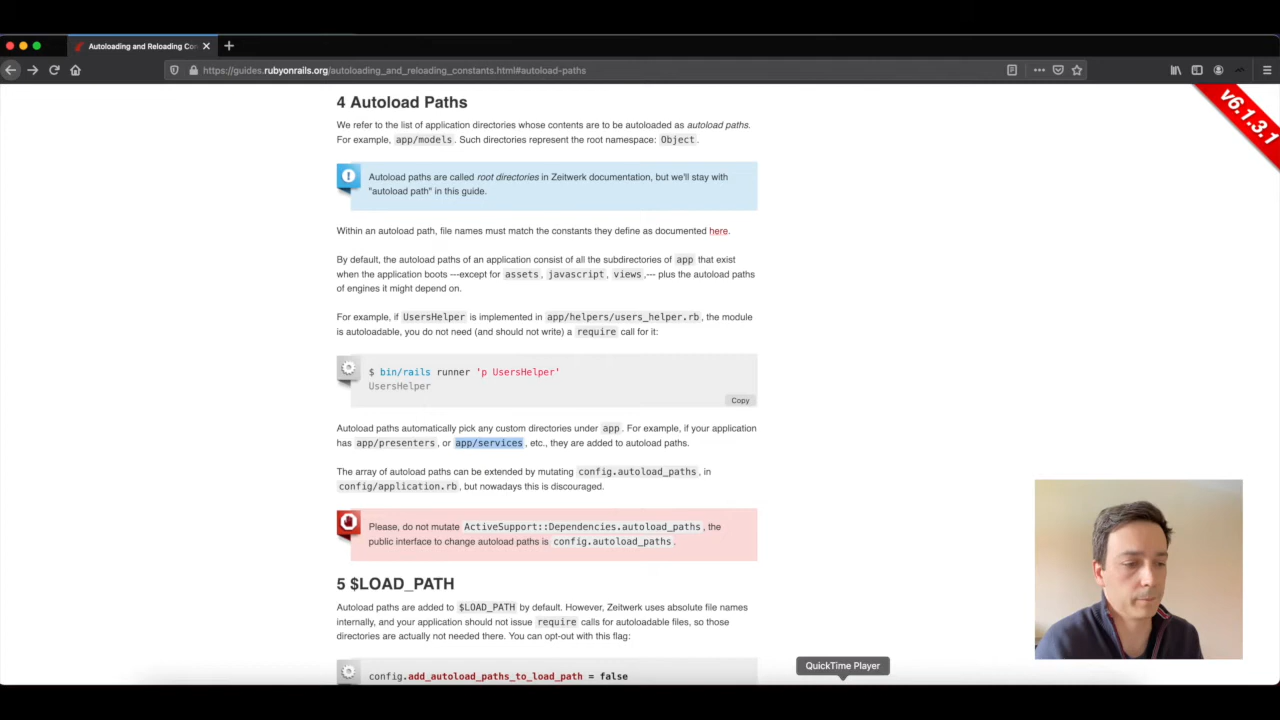 Autoloading and Reloading Con
https://guides.rubyonrails.org/autoloading_and_reloading_constants.html#autoload-paths
v6.1.3.1
4 Autoload Paths
We refer to the list of application directories whose contents are to be autoloaded as autoload paths.
For example, app/models. Such directories represent the root namespace: Object.
Autoload paths are called root directories in Zeitwerk documentation, but we'll stay with
"autoload path" in this guide.
Within an autoload path, file names must match the constants they define as documented here.
By default, the autoload paths of an application consist of all the subdirectories of app that exist
when the application boots ---except for assets, javascript, views,--- plus the autoload paths
of engines it might depend on.
For example, if UsersHelper is implemented in app/helpers/users_helper.rb, the module
is autoloadable, you do not need (and should not write) a require call for it:
$ bin/rails runner 'p UsersHelper'
UsersHelper
Copy
Autoload paths automatically pick any custom directories under app. For example, if your application
has app/presenters, or app/services, etc., they are added to autoload paths.
The array of autoload paths can be extended by mutating config.autoload_paths, in
config/application.rb, but nowadays this is discouraged.
Please, do not mutate ActiveSupport::Dependencies.autoload_paths, the
public interface to change autoload paths is config.autoload_paths.
5 $LOAD_PATH
Autoload paths are added to $LOAD_PATH by default. However, Zeitwerk uses absolute file names
internally, and your application should not issue require calls for autoloadable files, so those
directories are actually not needed there. You can opt-out with this flag:
QuickTime Player
config.add_autoload_paths_to_load_path = false